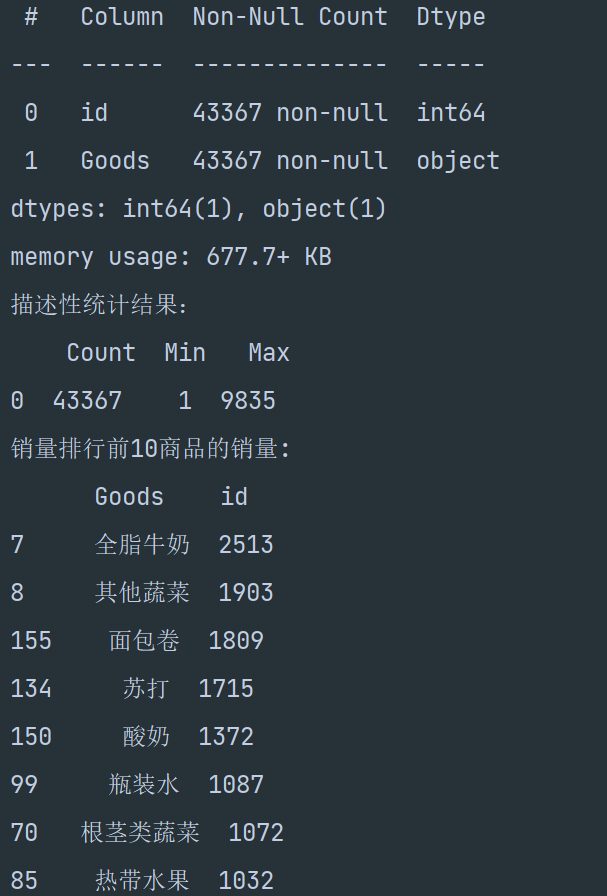 #   Column  Non-Null Count  Dtype
---  ------  --------------  -----
 0   id      43367 non-null  int64
 1   Goods   43367 non-null  object
dtypes: int64(1), object(1)
memory usage: 677.7+ KB
描述性统计结果：
    Count  Min   Max
0  43367    1  9835
销量排行前10商品的销量：
      Goods    id
7     全脂牛奶  2513
8     其他蔬菜  1903
155    面包卷  1809
134     苏打  1715
150     酸奶  1372
99     瓶装水  1087
70   根茎类蔬菜  1072
85    热带水果  1032